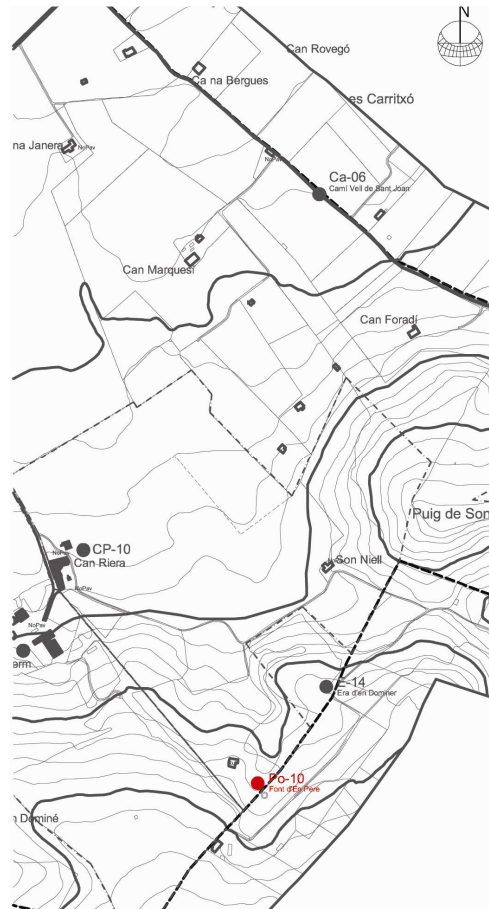 N
Can Rovegó
Ca na Bergues
es Carritxó
na Janera
NoPav
NoPav
Ca-06
Camí Vell de Sant Joan
Can Marquesí
Can Foradí
Puig de Son
CP-10
NoPav
Can Riera
Son Niell
NoPav
NoPav
erm
E-14
Era d'en Dominer
Po-10
Font d'En Pere
n Dominé